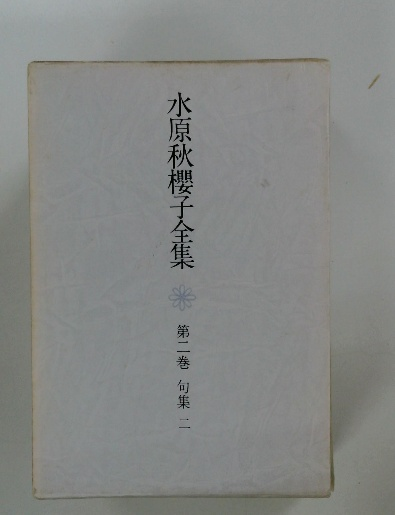 水原秋櫻子全集
第二巻 句集 二